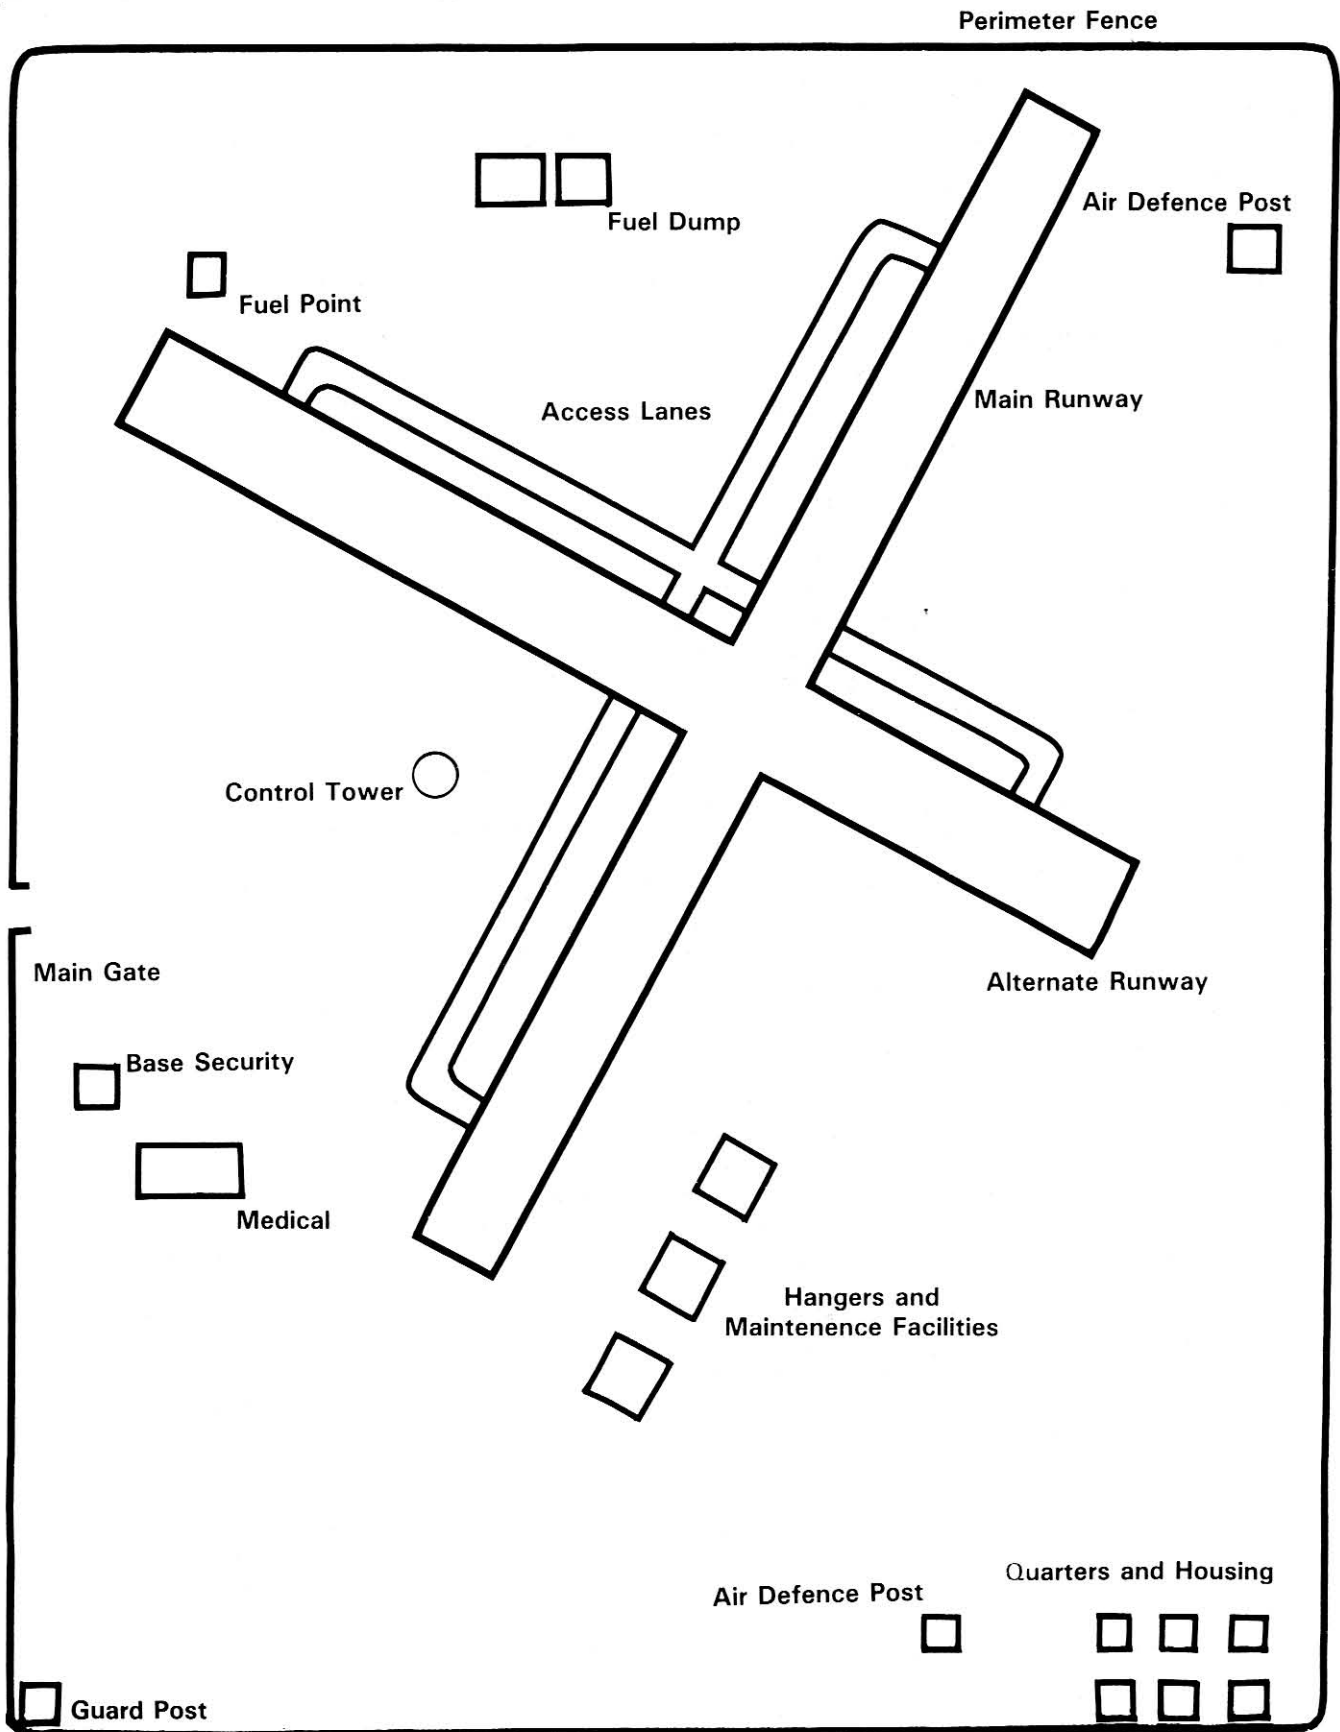 Perimeter Fence
Air Defence Post
Fuel Dump
Fuel Point
Main Runway
Access Lanes
Control Tower
Main Gate
Alternate Runway
Base Security
Medical
Hangers and
Maintenence Facilities
Quarters and Housing
Air Defence Post
Guard Post